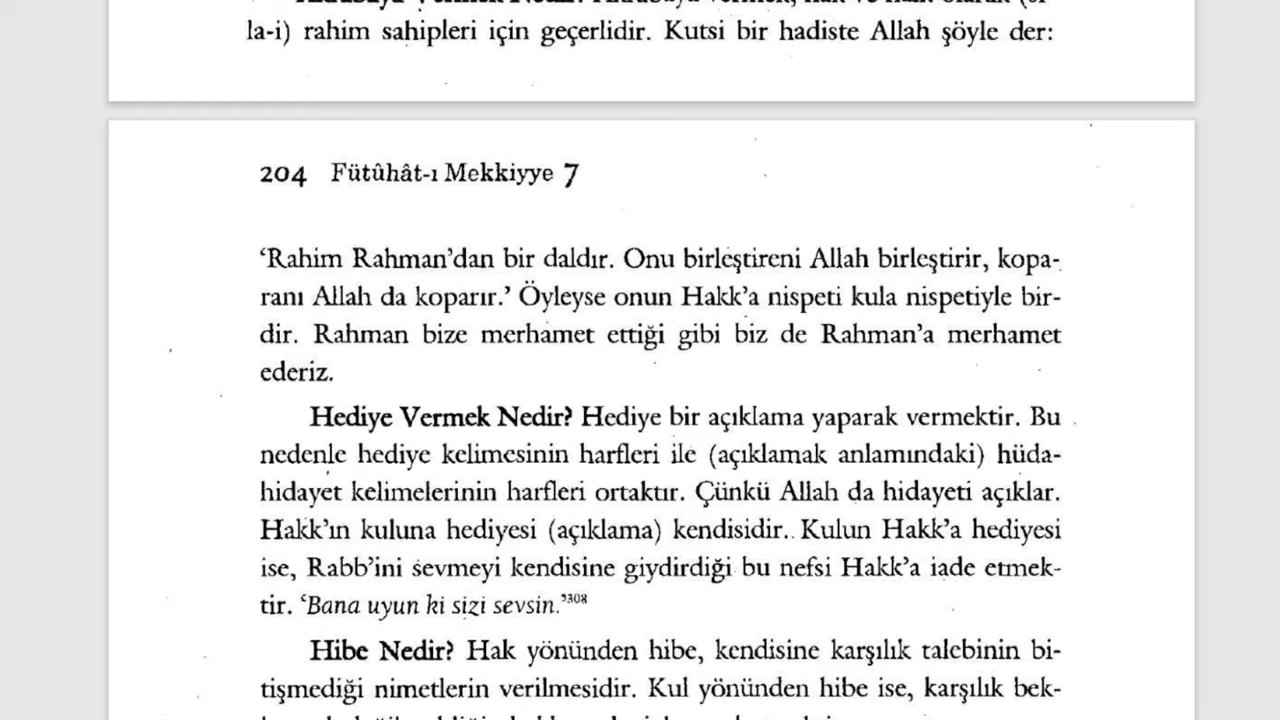 la-i) rahim sahipleri için geçerlidir. Kutsi bir hadiste Allah şöyle der:
204 Fütûhât-ı Mekkiyye 7
‘Rahim Rahman’dan bir daldır. Onu birleştireni Allah birleştirir, kopa-
ranı Allah da koparır.’ Öyleyse onun Hakk’a nispeti kula nispetiyle bir-
dir. Rahman bize merhamet ettiği gibi biz de Rahman’a merhamet
ederiz.
Hediye Vermek Nedir? Hediye bir açıklama yaparak vermektir. Bu
nedenle hediye kelimesinin harfleri ile (açıklamak anlamındaki) hüda-
hidayet kelimelerinin harfleri ortaktır. Çünkü Allah da hidayeti açıklar.
Hakk’ın kuluna hediyesi (açıklama) kendisidir. Kulun Hakk’a hediyesi
ise, Rabb’ini sevmeyi kendisine giydirdiği bu nefsi Hakk’a iade etmek-
tir. ‘Bana uyun ki sizi sevsin.’308
Hibe Nedir? Hak yönünden hibe, kendisine karşılık talebinin bi-
tişmediği nimetlerin verilmesidir. Kul yönünden hibe ise, karşılık bek-